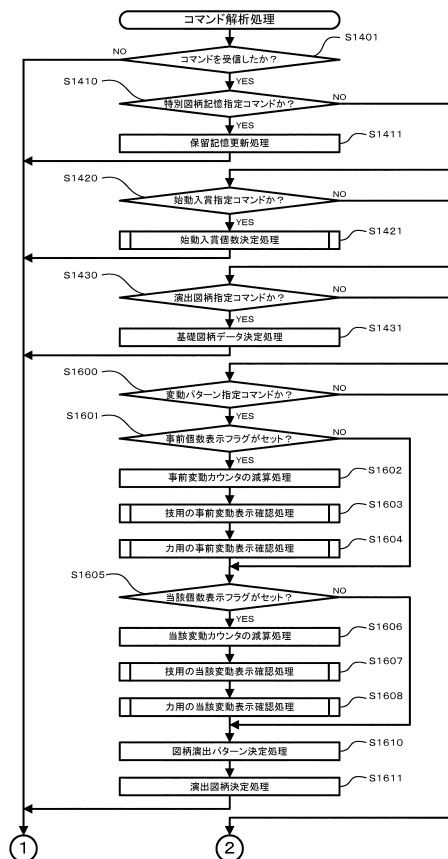 コマンド解析処理
S1401
NO
コマンドを受信したか?
YES
S1410
特別図柄記憶指定コマンドか?
NO
YES
保留記憶更新処理
S1411
S1420
始動入賞指定コマンドか?
NO
YES
始動入賞個数決定処理
S1421
S1430
演出図柄指定コマンドか?
NO
YES
基礎図柄データ決定処理
S1431
S1600
変動パターン指定コマンドか?
NO
YES
S1601
事前個数表示フラグがセット?
NO
YES
事前変動カウンタの減算処理
S1602
技用の事前変動表示確認処理
S1603
力用の事前変動表示確認処理
S1604
S1605
当該個数表示フラグがセット?
NO
YES
当該変動カウンタの減算処理
S1606
技用の当該変動表示確認処理
S1607
力用の当該変動表示確認処理
S1608
図柄演出パターン決定処理
S1610
演出図柄決定処理
S1611
1
2